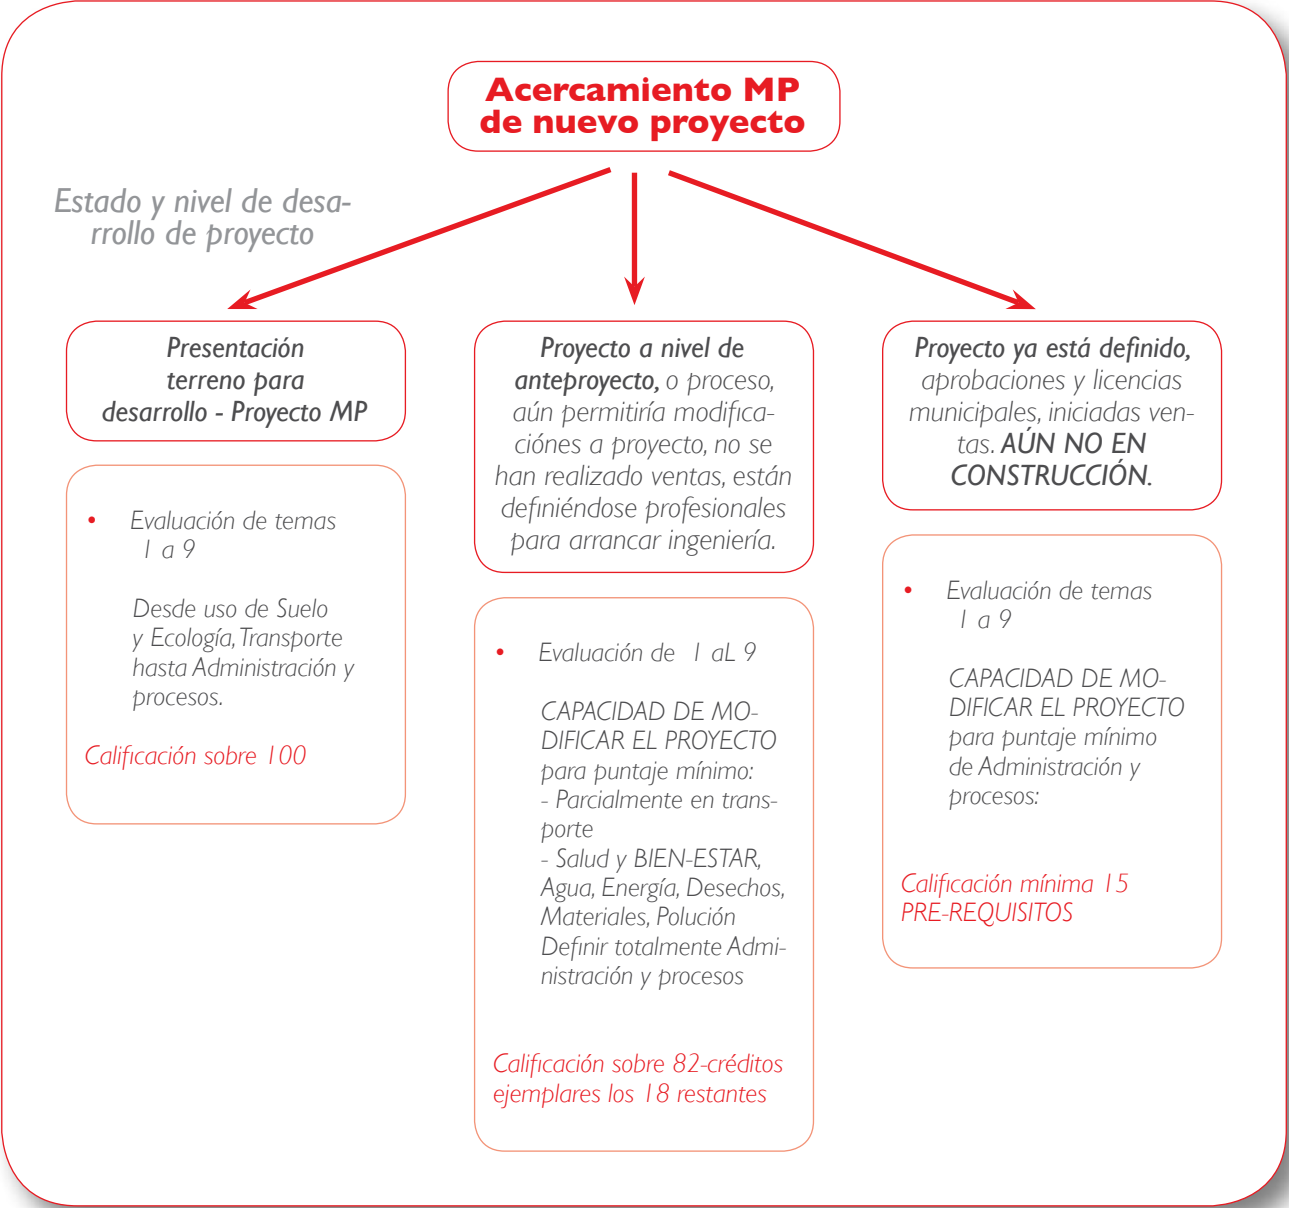 Acercamiento MP
de nuevo proyecto
Estado y nivel de desa-
rrollo de proyecto
Presentación
terreno para
desarrollo - Proyecto MP
• Evaluación de temas
1 a 9
Desde uso de Suelo
y Ecología, Transporte
hasta Administración y
procesos.
Calificación sobre 100
Proyecto a nivel de
anteproyecto, o proceso,
aún permitiría modifica-
ciónes a proyecto, no se
han realizado ventas, están
definiéndose profesionales
para arrancar ingeniería.
• Evaluación de 1 aL 9
CAPACIDAD DE MO-
DIFICAR EL PROYECTO
para puntaje mínimo:
- Parcialmente en trans-
porte
- Salud y BIEN-ESTAR,
Agua, Energía, Desechos,
Materiales, Polución
Definir totalmente Admi-
nistración y procesos
Calificación sobre 82-créditos
ejemplares los 18 restantes
Proyecto ya está definido,
aprobaciones y licencias
municipales, iniciadas ven-
tas. AÚN NO EN
CONSTRUCCIÓN.
• Evaluación de temas
1 a 9
CAPACIDAD DE MO-
DIFICAR EL PROYECTO
para puntaje mínimo
de Administración y
procesos:
Calificación mínima 15
PRE-REQUISITOS